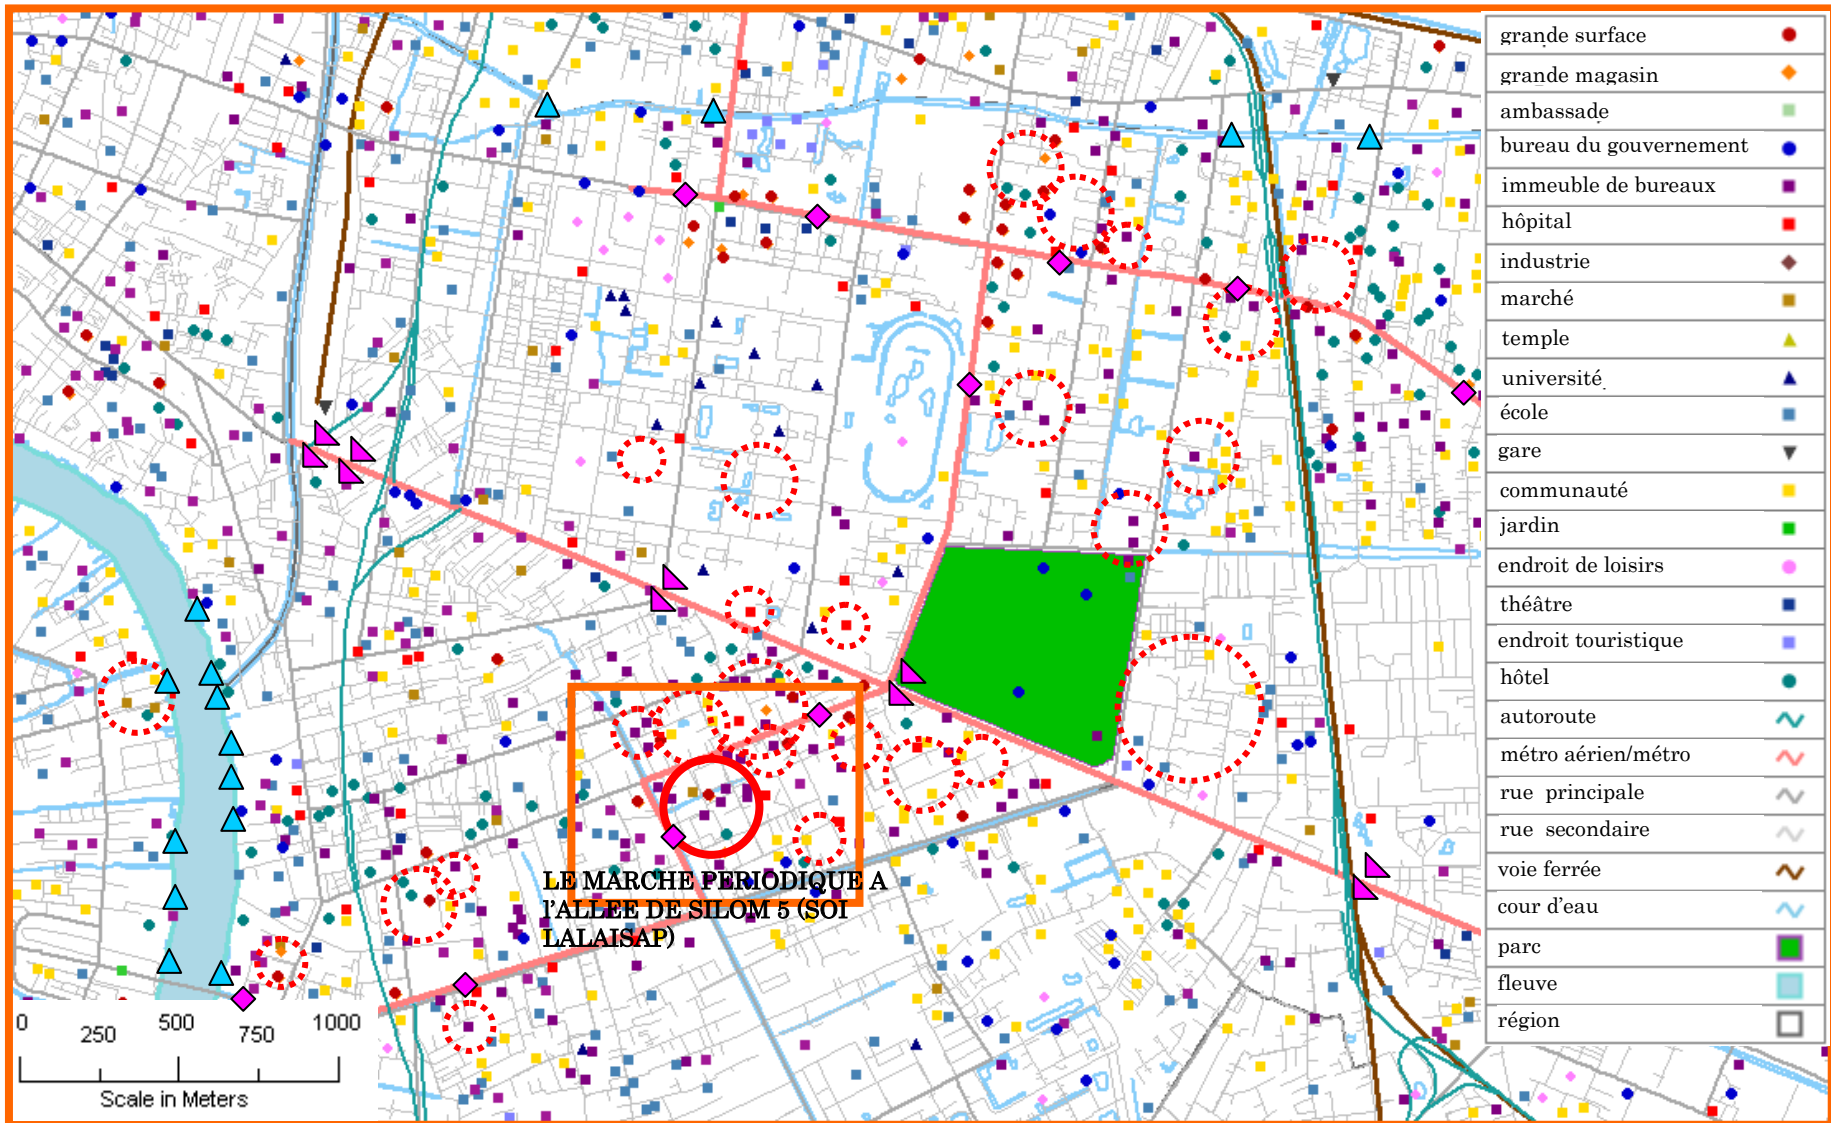 grande surface
grande magasin
ambassade
bureau du gouvernement
immeuble de bureaux
hôpital
industrie
marché
temple
université
école
gare
communauté
jardin
endroit de loisirs
théâtre
endroit touristique
hôtel
autoroute
métro aérien/métro
rue principale
rue secondaire
voie ferrée
cour d'eau
parc
fleuve
région
LE MARCHE PERIODIQUE A
l'ALLEE DE SILOM 5 (SOI
LALAISAP)
0 250 500 750 1000
Scale in Meters